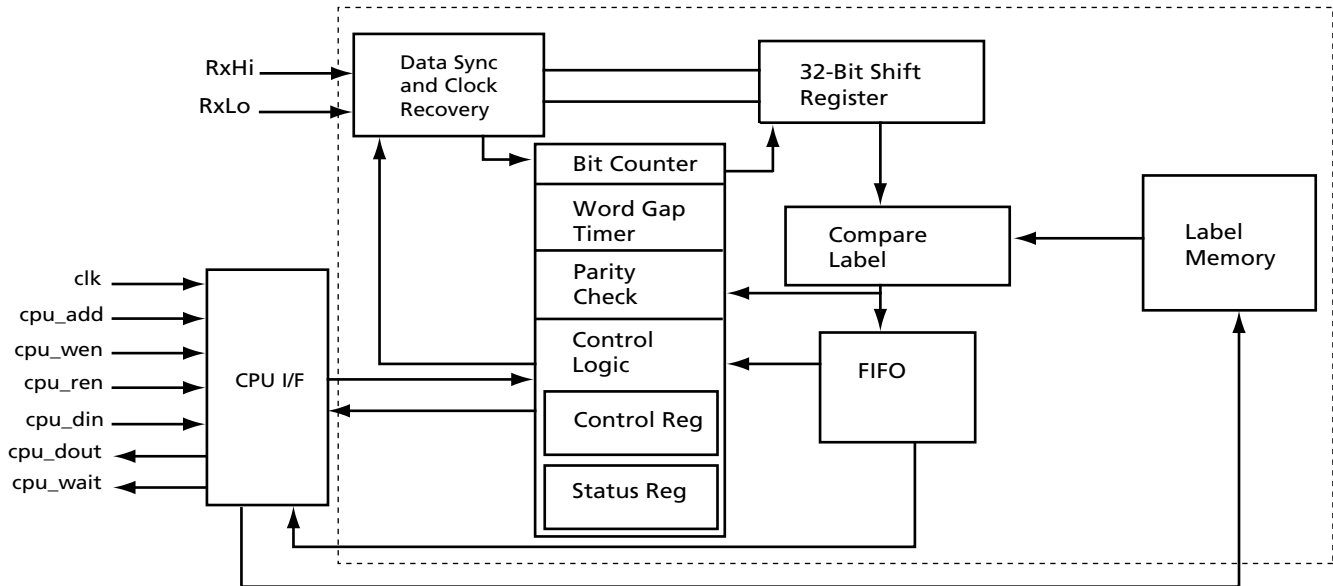 RxHi
RxLo
Data Sync
and Clock
Recovery
32-Bit Shift
Register
Bit Counter
Word Gap
Timer
Parity
Check
Control
Logic
Control Reg
Status Reg
Compare
Label
Label
Memory
FIFO
clk
cpu_add
cpu_wen
cpu_ren
cpu_din
cpu_dout
cpu_wait
CPU I/F